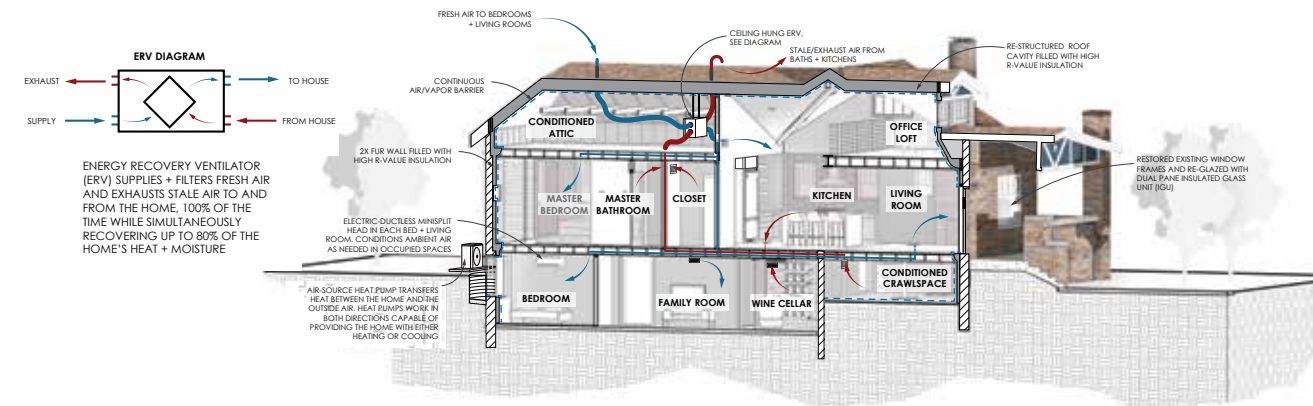 FRESH AIR TO BEDROOMS
+ LIVING ROOMS
CEILING HUNG ERV,
SEE DIAGRAM
STALE/EXHAUST AIR FROM
BATHS + KITCHENS
RE-STRUCTURED ROOF
CAVITY FILLED WITH HIGH
R-VALUE INSULATION
ERV DIAGRAM
EXHAUST
TO HOUSE
SUPPLY
FROM HOUSE
CONTINUOUS
AIR/VAPOR BARRIER
CONDITIONED
ATTIC
OFFICE
LOFT
2X FUR WALL FILLED WITH
HIGH R-VALUE INSULATION
RESTORED EXISTING WINDOW
FRAMES AND RE-GLAZED WITH
DUAL PANE INSULATED GLASS
UNIT (IGU)
ENERGY RECOVERY VENTILATOR
(ERV) SUPPLIES + FILTERS FRESH AIR
AND EXHAUSTS STALE AIR TO AND
FROM THE HOME, 100% OF THE
TIME WHILE SIMULTANEOUSLY
RECOVERING UP TO 80% OF THE
HOME'S HEAT + MOISTURE
MASTER
BEDROOM
MASTER
BATHROOM
CLOSET
KITCHEN
LIVING
ROOM
ELECTRIC-DUCTLESS MINISPLIT
HEAD IN EACH BED + LIVING
ROOM. CONDITIONS AMBIENT AIR
AS NEEDED IN OCCUPIED SPACES
AIR-SOURCE HEAT PUMP TRANSFERS
HEAT BETWEEN THE HOME AND THE
OUTSIDE AIR. HEAT PUMPS WORK IN
BOTH DIRECTIONS CAPABLE OF
PROVIDING THE HOME WITH EITHER
HEATING OR COOLING
BEDROOM
FAMILY ROOM
WINE CELLAR
CONDITIONED
CRAWLSPACE